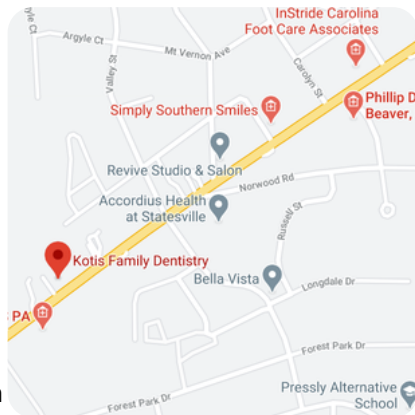 InStride Carolina
Foot Care Associates
Argyle Ct
Mt Vernon Ave
Valley St
Carolyn St
Simply Southern Smiles
Phillip D
Beaver,
Revive Studio & Salon
Norwood Rd
Accordius Health
at Statesville
Russell St
Kotis Family Dentistry
Bella Vista
Longdale Dr
PA
Forest Park Dr
Pressly Alternative
School
Forest Park Dr